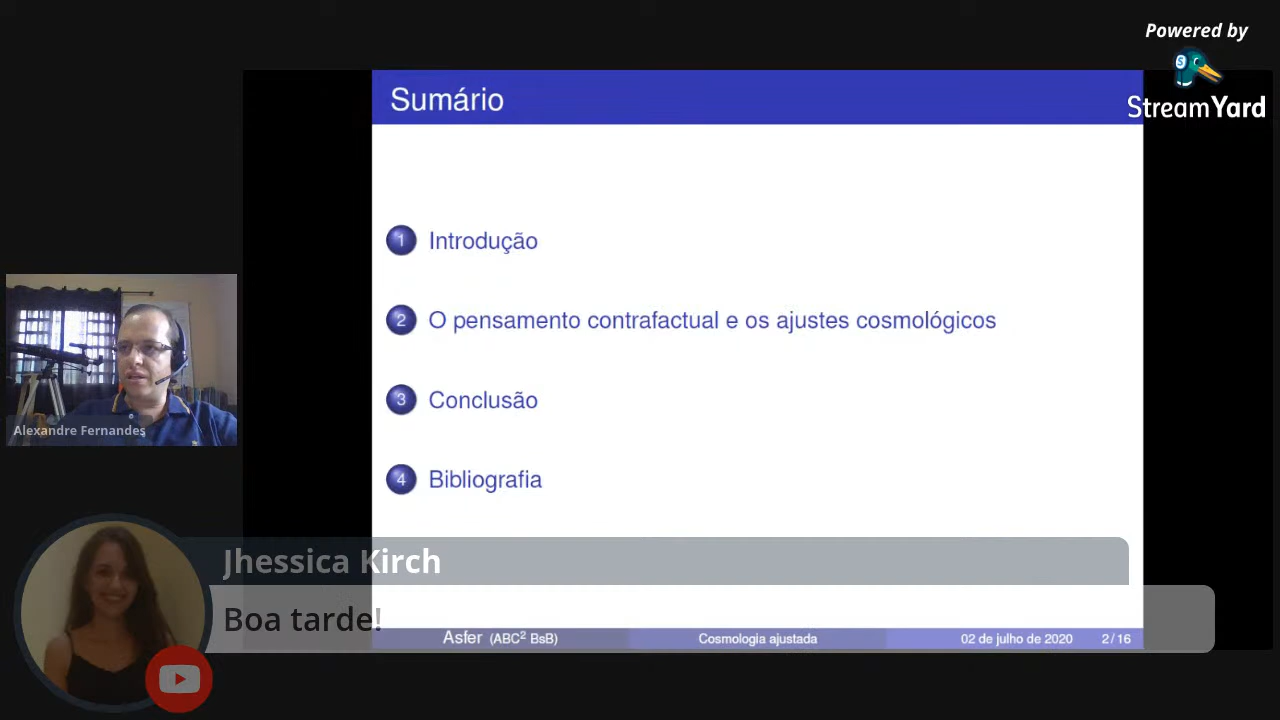 Powered by
StreamYard
Sumário
1 Introdução
2 O pensamento contrafactual e os ajustes cosmológicos
3 Conclusão
4 Bibliografia
Alexandre Fernandes
Jhessica Kirch
Boa tarde!
Asfer (ABC² BsB) Cosmologia ajustada 02 de julho de 2020 2/16